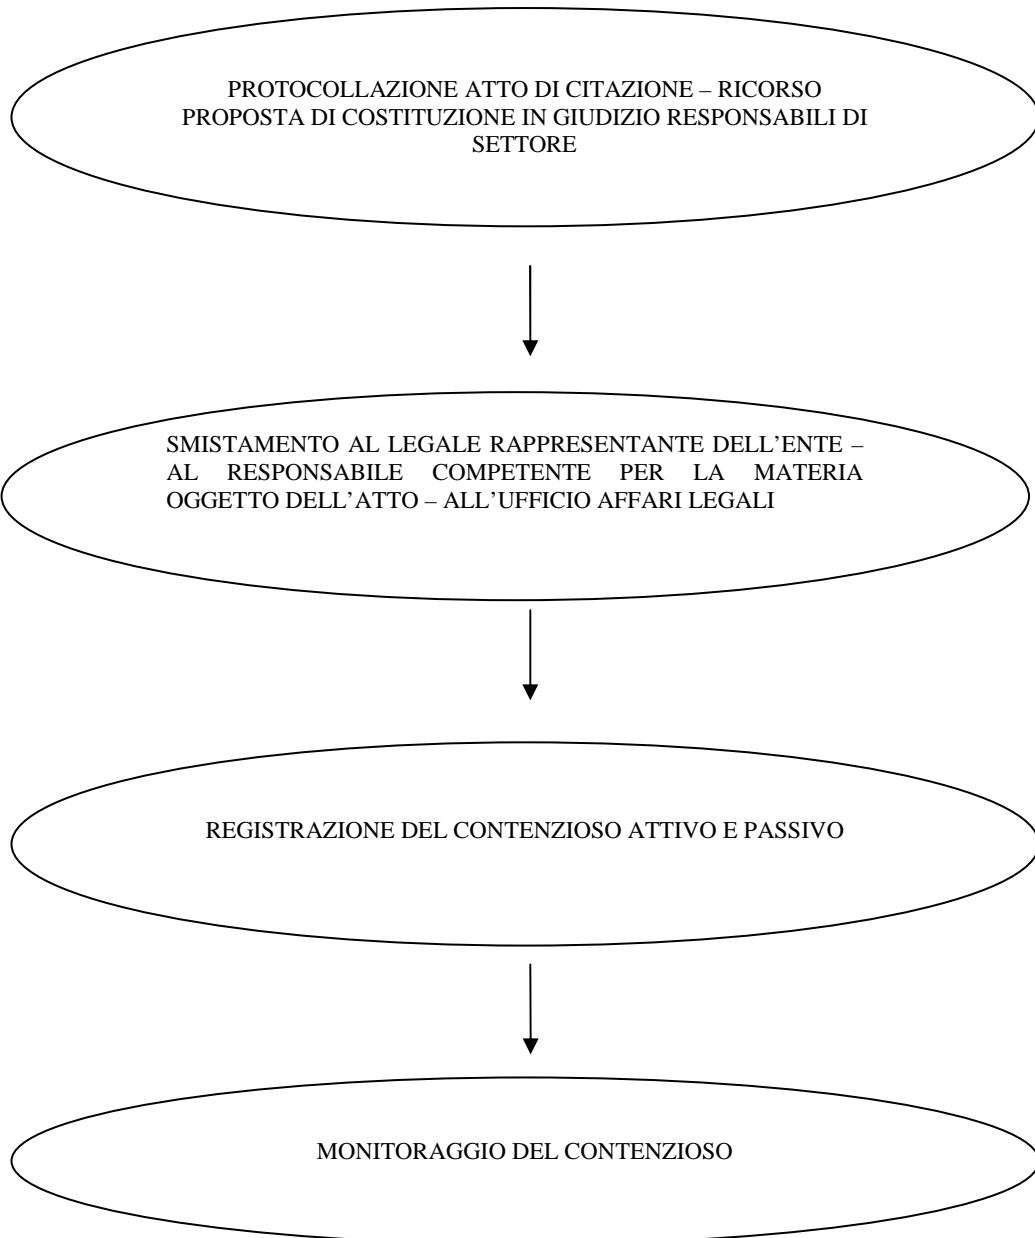 PROTOCOLLAZIONE ATTO DI CITAZIONE – RICORSO
PROPOSTA DI COSTITUZIONE IN GIUDIZIO RESPONSABILI DI
SETTORE
SMISTAMENTO AL LEGALE RAPPRESENTANTE DELL’ENTE –
AL RESPONSABILE COMPETENTE PER LA MATERIA
OGGETTO DELL’ATTO – ALL’UFFICIO AFFARI LEGALI
REGISTRAZIONE DEL CONTENZIOSO ATTIVO E PASSIVO
MONITORAGGIO DEL CONTENZIOSO